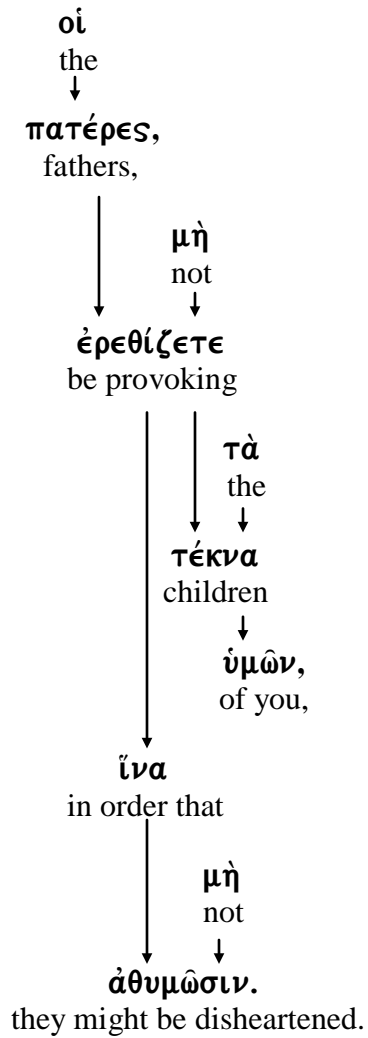 οἱ
the
πατέρες,
fathers,
μὴ
not
ἐρεθίζετε
be provoking
τὰ
the
τέκνα
children
ὑμῶν,
of you,
ἵνα
in order that
μὴ
not
ἀθυμῶσιν.
they might be disheartened.